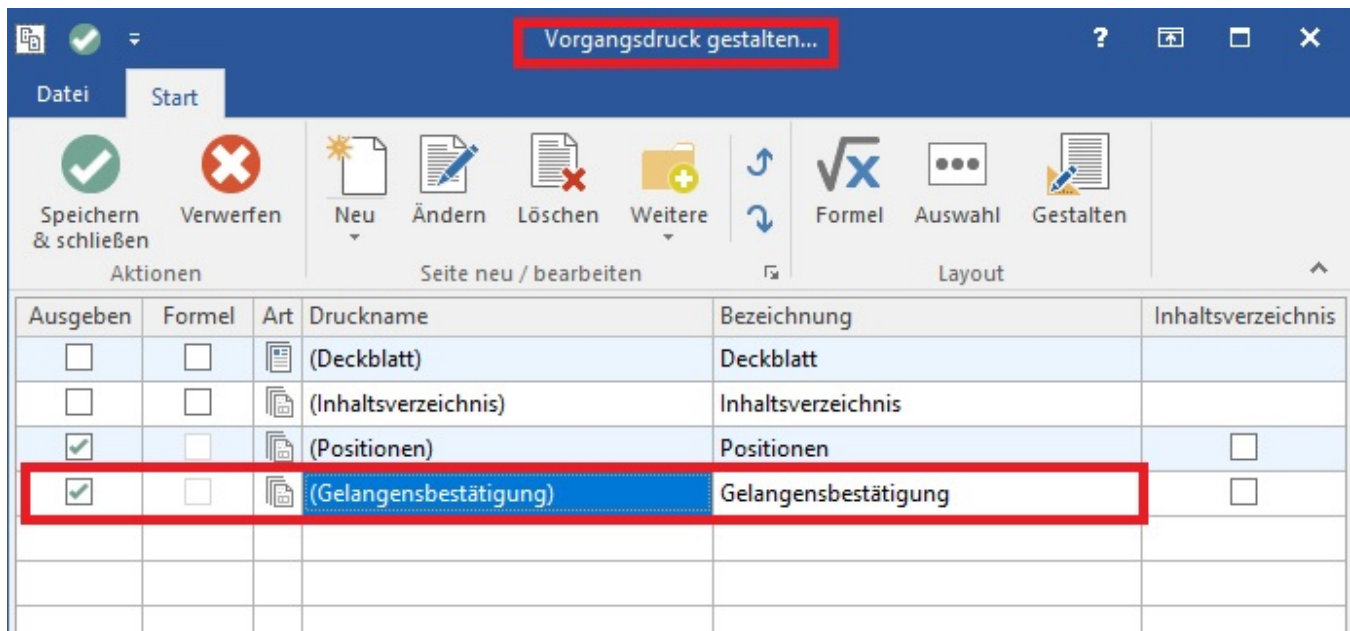 Vorgangsdruck gestalten... ?
Datei Start
Speichern & schließen Verwerfen Neu Ändern Löschen Weitere Formel Auswahl Gestalten
Aktionen Seite neu / bearbeiten Layout
Ausgeben Formel Art Druckname Bezeichnung Inhaltsverzeichnis
(Deckblatt) Deckblatt
(Inhaltsverzeichnis) Inhaltsverzeichnis
(Positionen) Positionen
(Gelangensbestätigung) Gelangensbestätigung